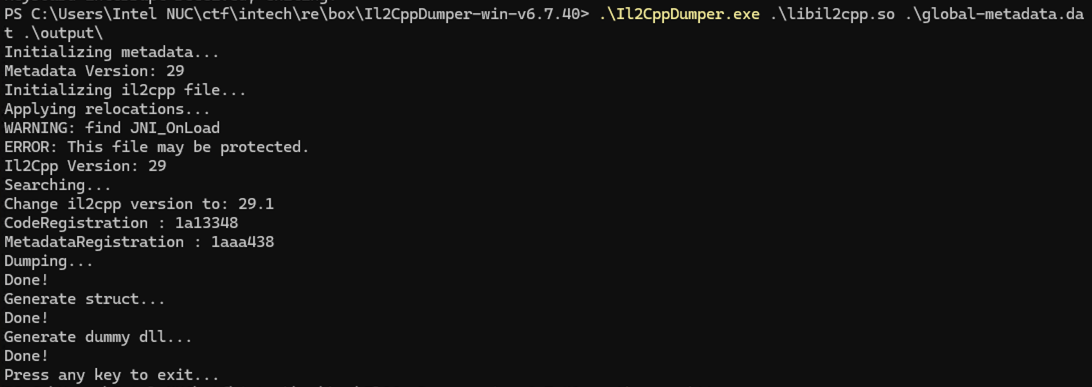 PS C:\Users\Intel NUC\ctf\intech\re\box\Il2CppDumper-win-v6.7.40> .\Il2CppDumper.exe .\libil2cpp.so .\global-metadata.da
t .\output\
Initializing metadata...
Metadata Version: 29
Initializing il2cpp file...
Applying relocations...
WARNING: find JNI_OnLoad
ERROR: This file may be protected.
Il2Cpp Version: 29
Searching...
Change il2cpp version to: 29.1
CodeRegistration : 1a13348
MetadataRegistration : 1aaa438
Dumping...
Done!
Generate struct...
Done!
Generate dummy dll...
Done!
Press any key to exit...